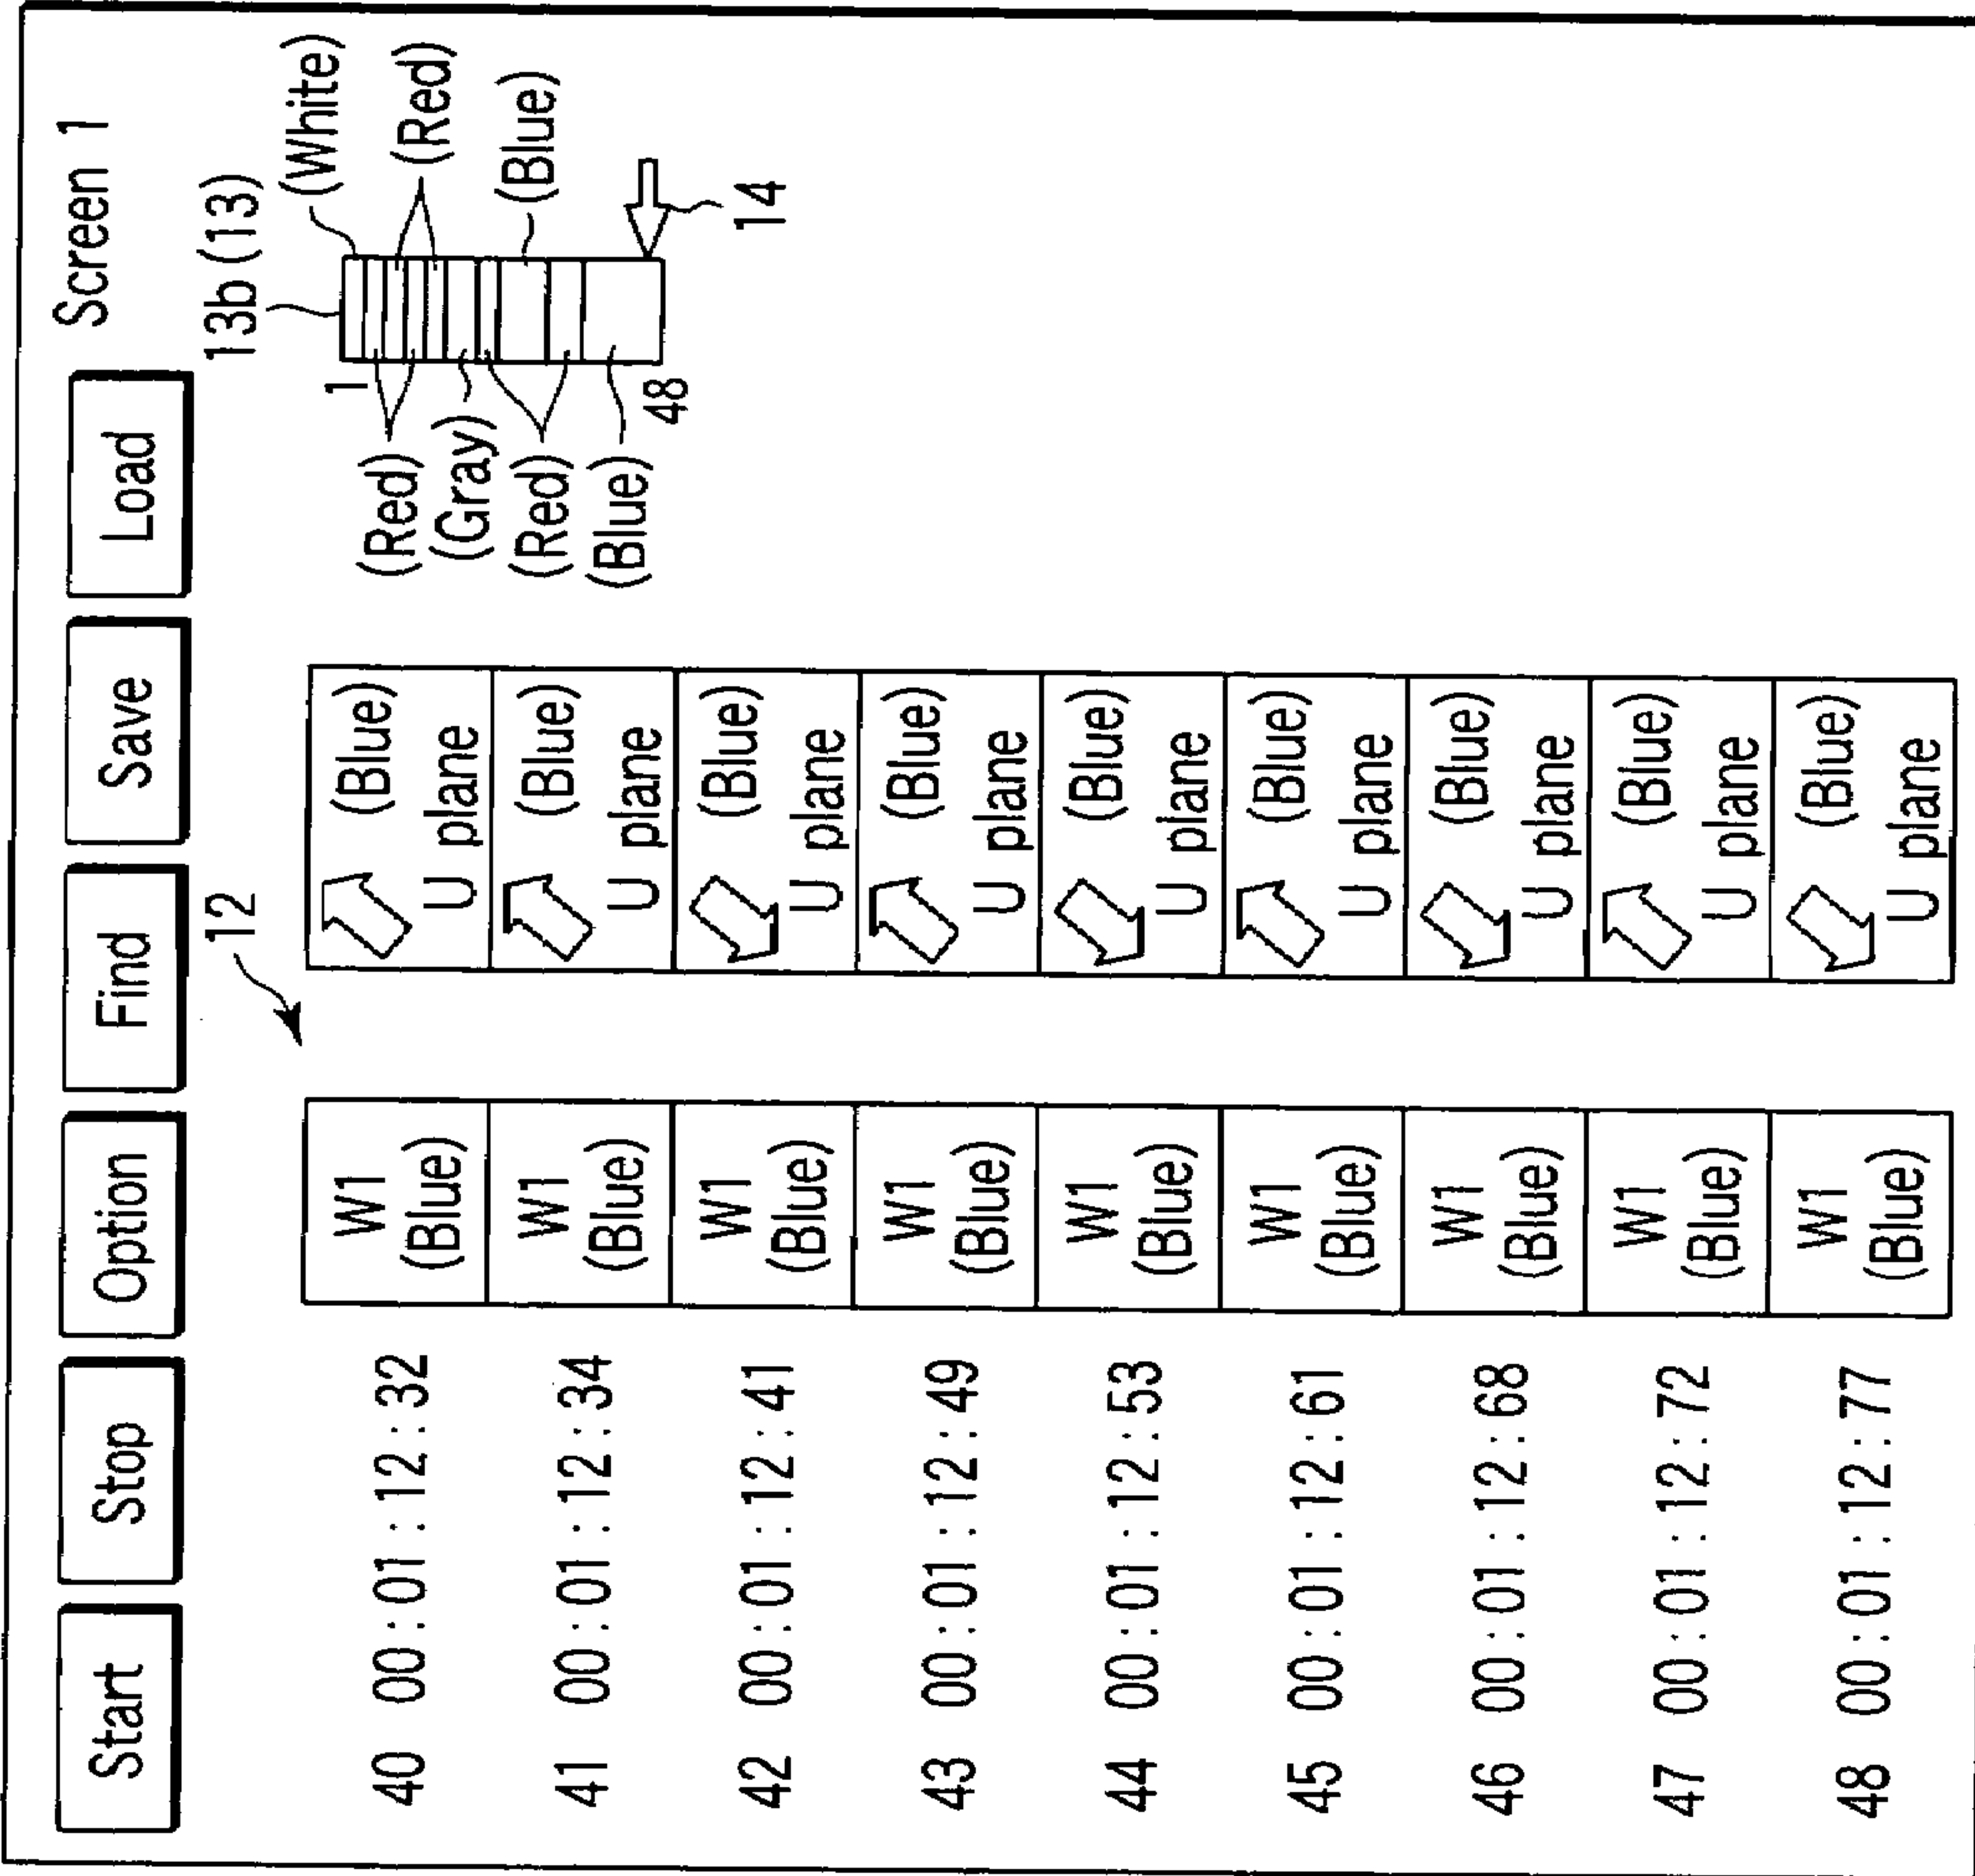 Screen 1
Start Stop Option Find Save Load
12
13b (13)
(White)
1
(Red)
(Red)
(Gray)
(Blue)
(Red)
(Blue)
48
14
40 00:01:12:32 W1 (Blue)
(Blue) U plane
41 00:01:12:34 W1 (Blue)
(Blue) U plane
42 00:01:12:41 W1 (Blue)
(Blue) U plane
43 00:01:12:49 W1 (Blue)
(Blue) U plane
44 00:01:12:53 W1 (Blue)
(Blue) U plane
45 00:01:12:61 W1 (Blue)
(Blue) U plane
46 00:01:12:68 W1 (Blue)
(Blue) U plane
47 00:01:12:72 W1 (Blue)
(Blue) U plane
48 00:01:12:77 W1 (Blue)
(Blue) U plane